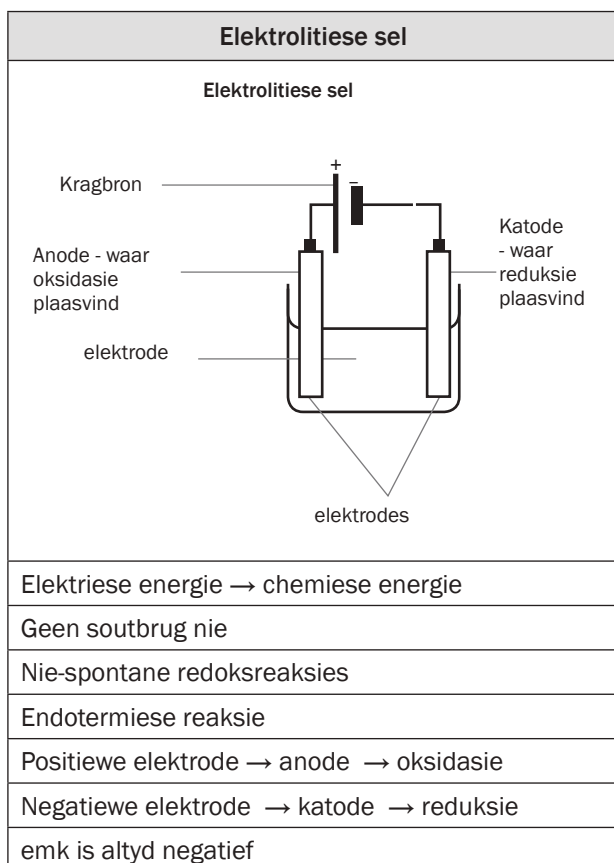 Elektrolitiese sel
Elektrolitiese sel
+
–
Kragbron
Anode - waar
oksidasie
plaasvind
Katode
- waar
reduksie
plaasvind
elektrode
elektrodes
Elektriese energie → chemiese energie
Geen soutbrug nie
Nie-spontane redoksreaksies
Endotermiese reaksie
Positiewe elektrode → anode → oksidasie
Negatiewe elektrode → katode → reduksie
emk is altyd negatief